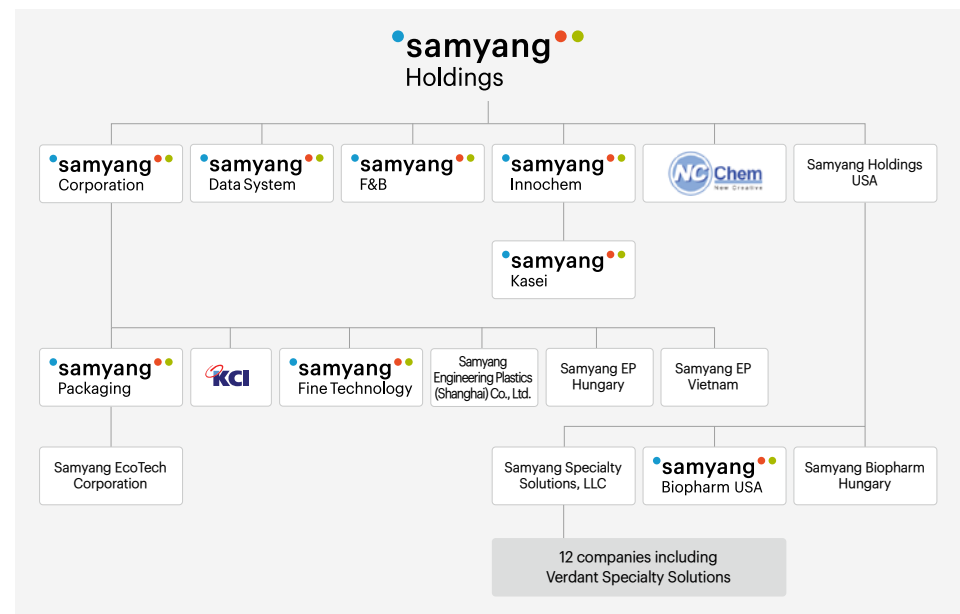 samyang
Holdings
samyang
Corporation
samyang
Data System
samyang
F&B
samyang
Innochem
NC Chem
New Creative
Samyang Holdings
USA
samyang
Kasei
samyang
Packaging
KCI
samyang
Fine Technology
Samyang
Engineering Plastics
(Shanghai) Co., Ltd.
Samyang EP
Hungary
Samyang EP
Vietnam
Samyang EcoTech
Corporation
Samyang Specialty
Solutions, LLC
samyang
Biopharm USA
Samyang Biopharm
Hungary
12 companies including
Verdant Specialty Solutions